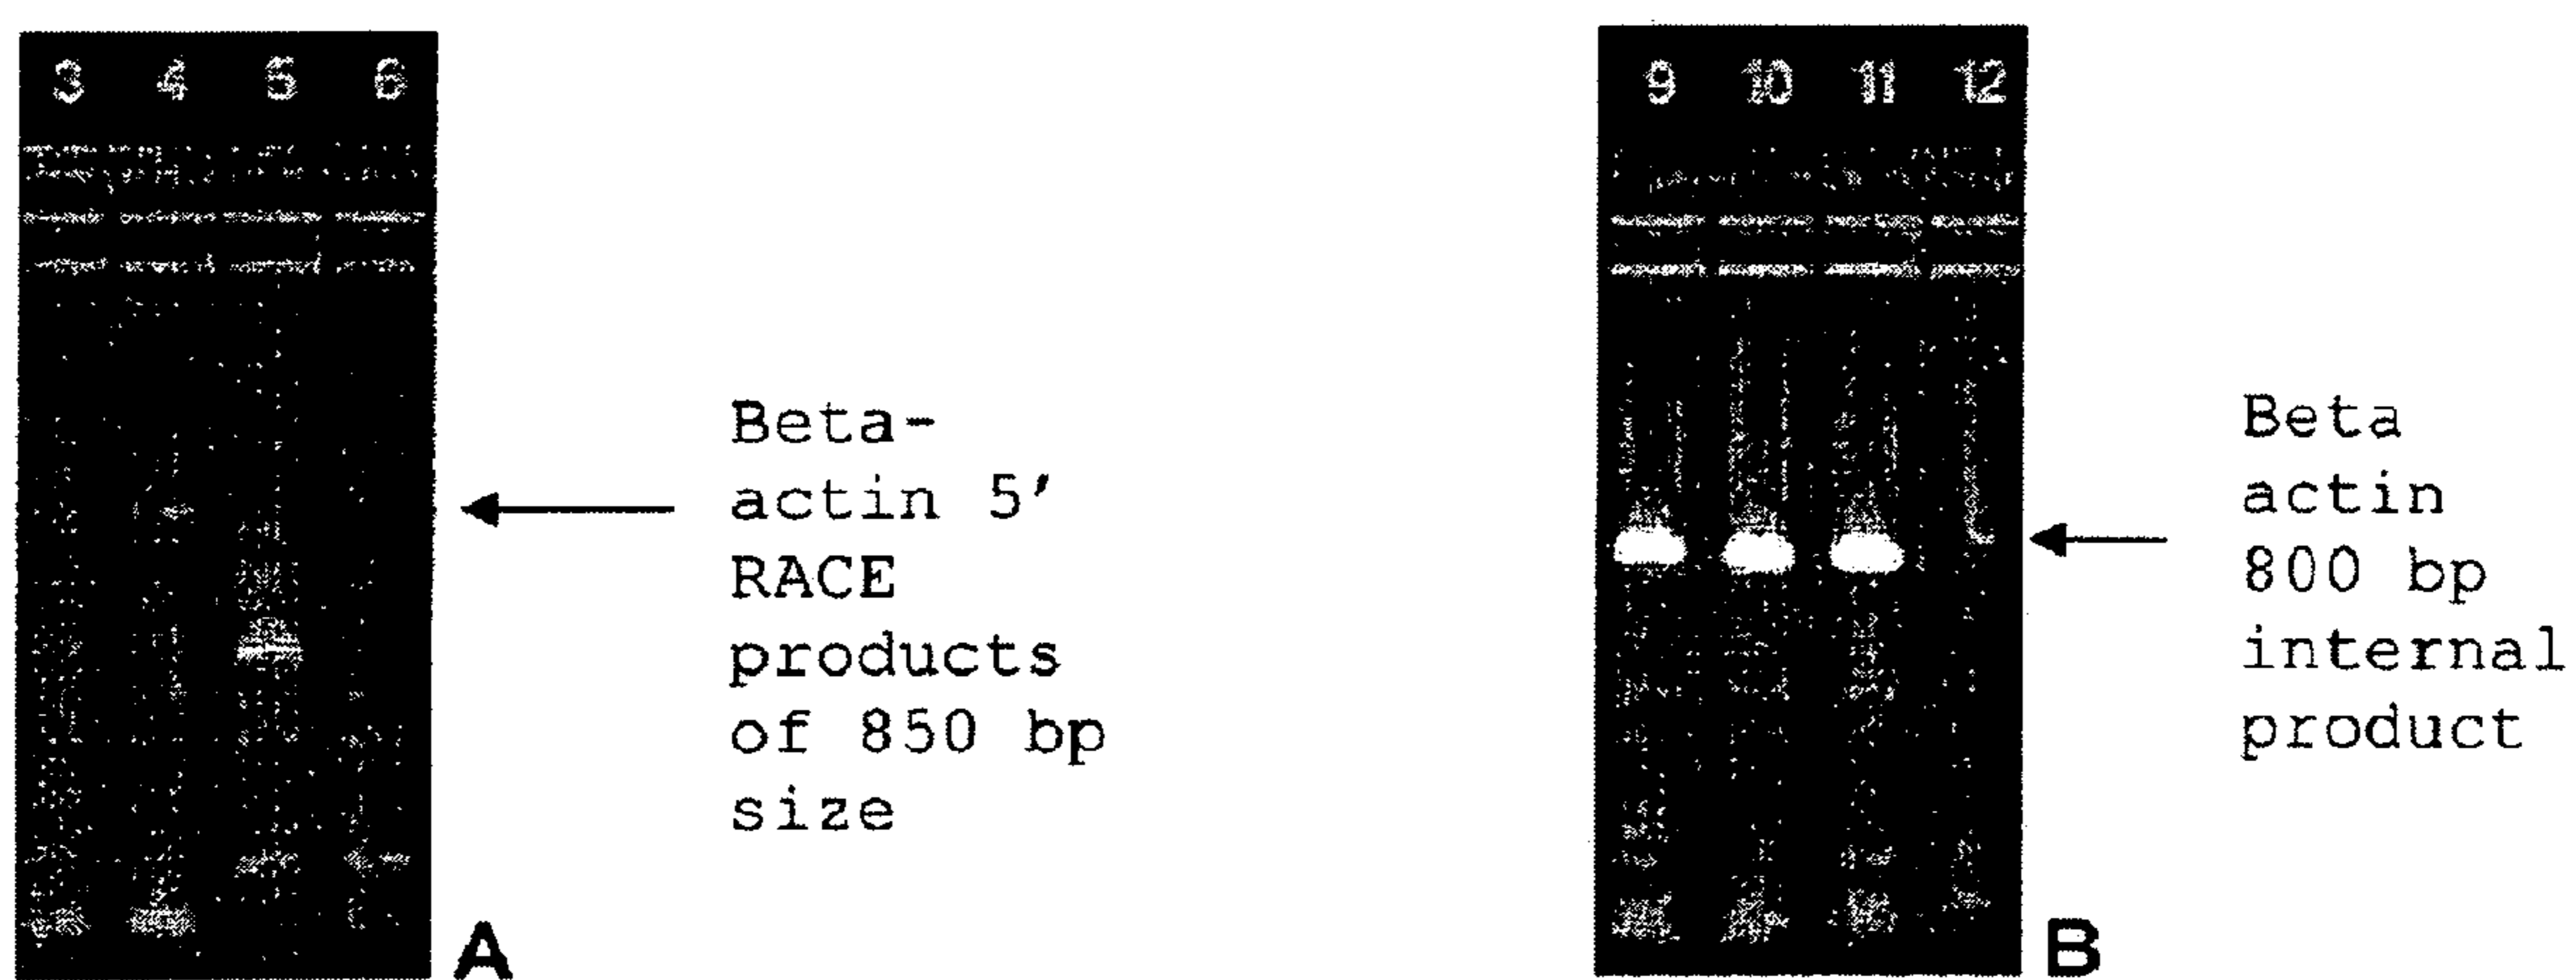 3 4 5 6
Beta-
actin 5'
RACE
products
of 850 bp
size
A
9 10 11 12
Beta
actin
800 bp
internal
product
B